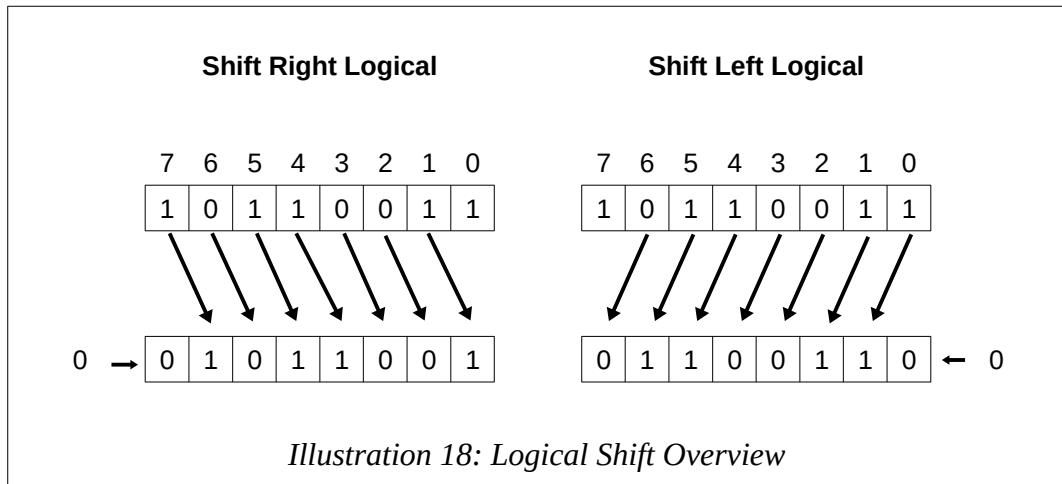 Shift Right Logical Shift Left Logical
7 6 5 4 3 2 1 0 7 6 5 4 3 2 1 0
1 0 1 1 0 0 1 1 1 0 1 1 0 0 1 1
0 0 1 0 1 1 0 0 1 0 1 1 0 0 1 1 0 0
Illustration 18: Logical Shift Overview